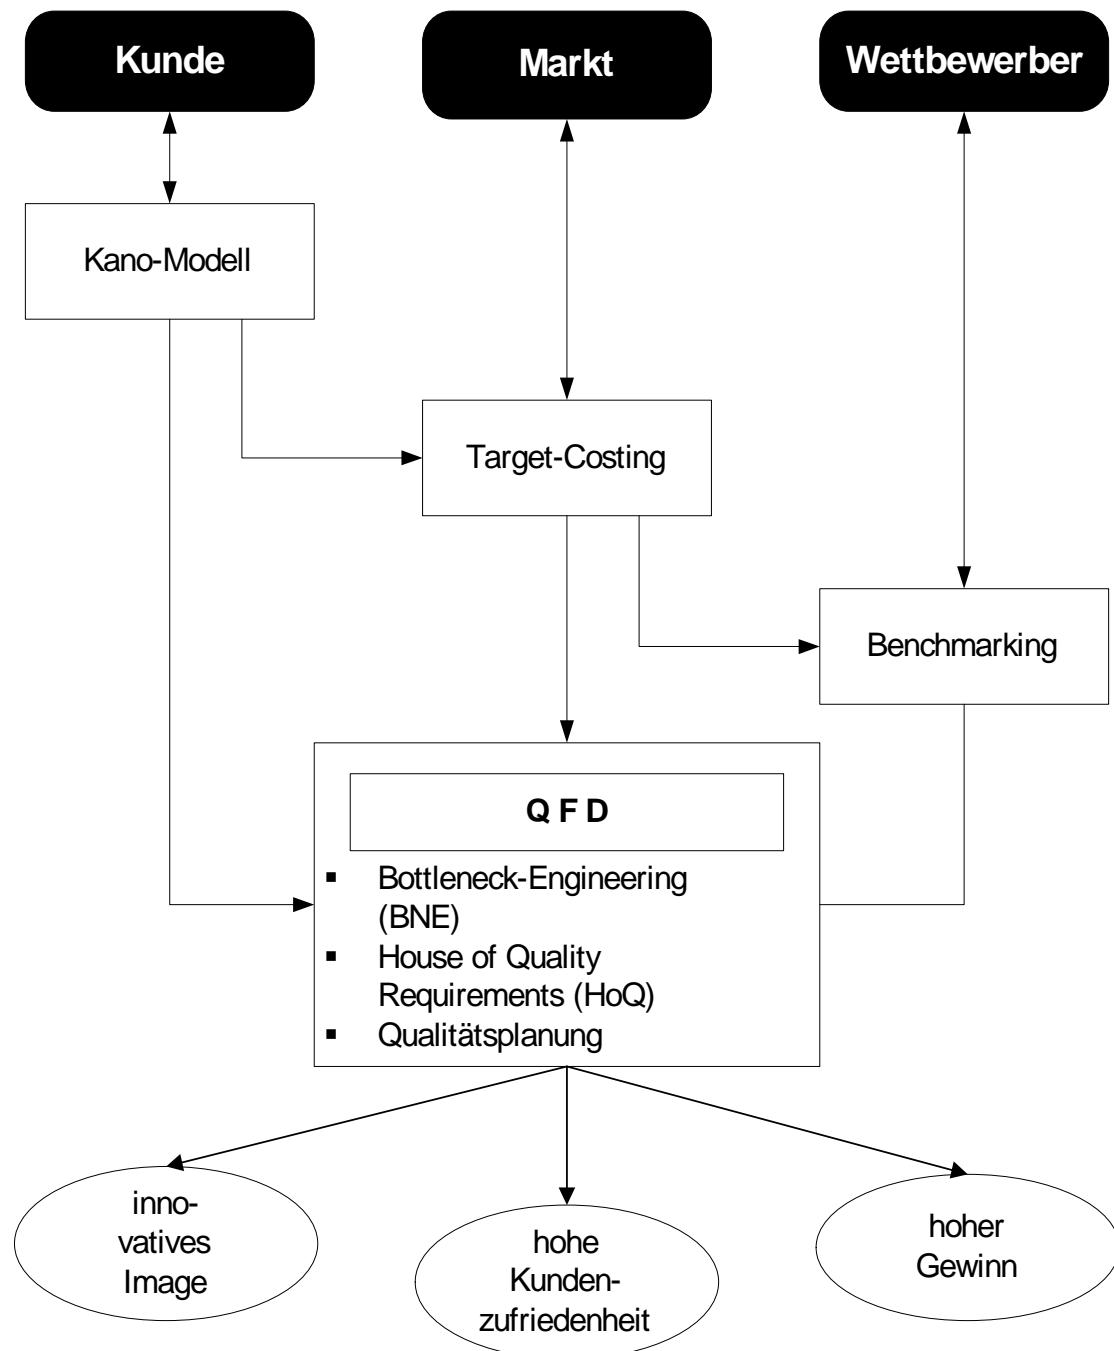 Kunde
Markt
Wettbewerber
Kano-Modell
Target-Costing
Benchmarking
Q F D
▪ Bottleneck-Engineering
(BNE)
▪ House of Quality
Requirements (HoQ)
▪ Qualitätsplanung
inno-
vatives
Image
hohe
Kunden-
zufriedenheit
hoher
Gewinn